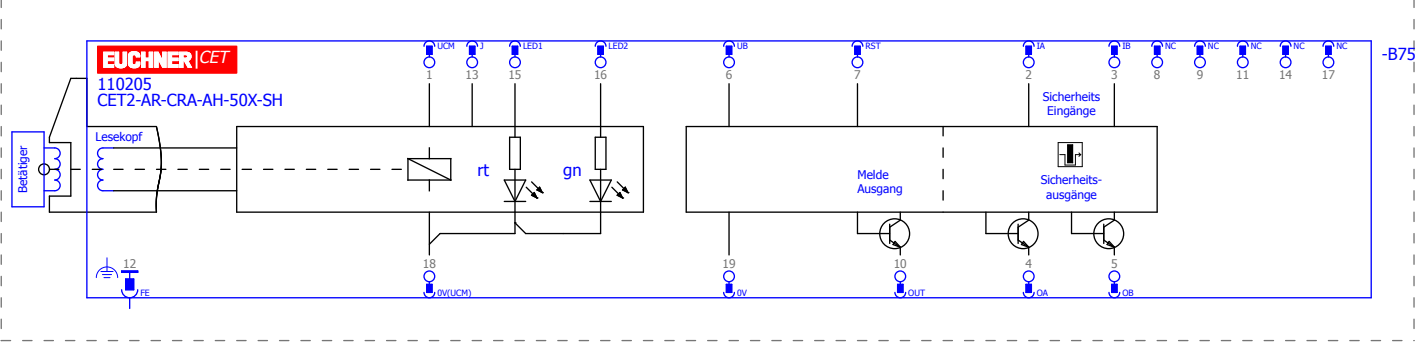 UCM J LED1 LED2 UB RST IA IB NC NC NC NC NC
-B75
EUCHNER CET
1 13 15 16 6 7 2 3 8 9 11 14 17
110205
CET2-AR-CRA-AH-50X-SH
Sicherheits
Eingänge
Lesekopf
Betätiger
rt
gn
Melde
Ausgang
Sicherheits-
ausgänge
12 18 19 10 4 5
FE 0V(UCM) 0V OUT OA OB